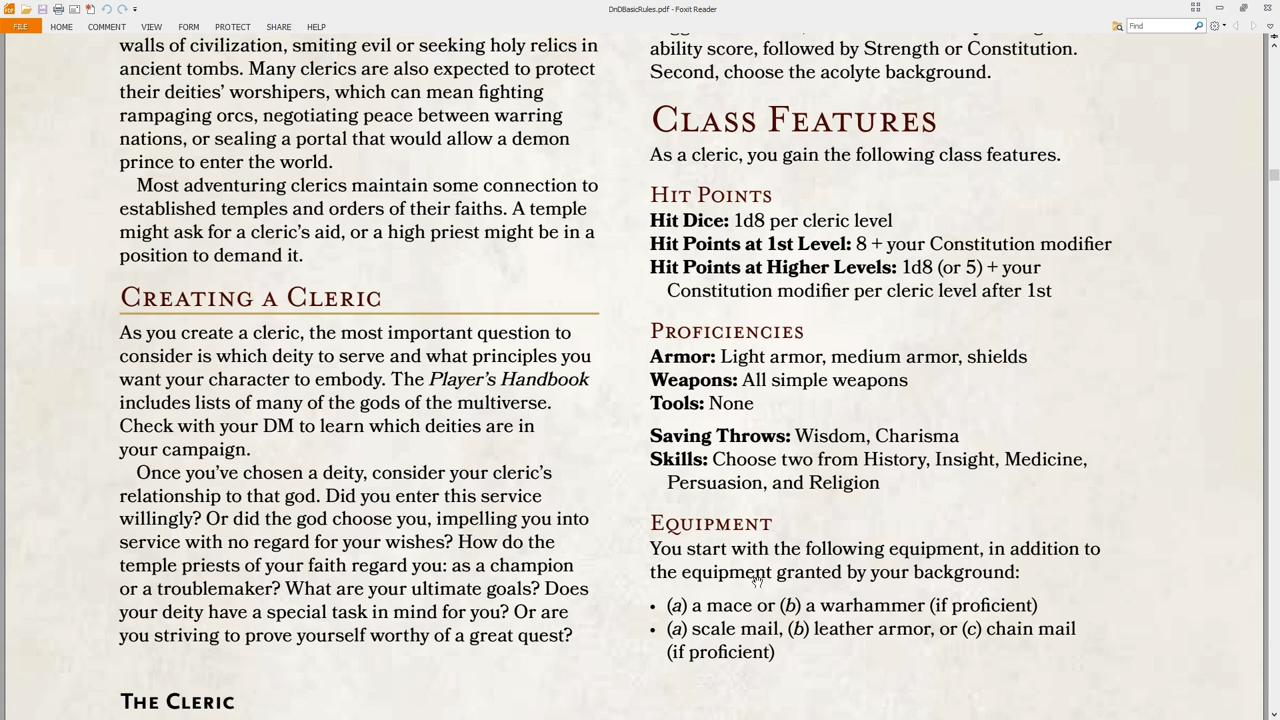 DnDBasicRules.pdf - Foxit Reader
FILE HOME COMMENT VIEW FORM PROTECT SHARE HELP
Find
walls of civilization, smiting evil or seeking holy relics in
ancient tombs. Many clerics are also expected to protect
their deities’ worshipers, which can mean fighting
rampaging orcs, negotiating peace between warring
nations, or sealing a portal that would allow a demon
prince to enter the world.
Most adventuring clerics maintain some connection to
established temples and orders of their faiths. A temple
might ask for a cleric’s aid, or a high priest might be in a
position to demand it.
Creating a Cleric
As you create a cleric, the most important question to
consider is which deity to serve and what principles you
want your character to embody. The Player’s Handbook
includes lists of many of the gods of the multiverse.
Check with your DM to learn which deities are in
your campaign.
Once you’ve chosen a deity, consider your cleric’s
relationship to that god. Did you enter this service
willingly? Or did the god choose you, impelling you into
service with no regard for your wishes? How do the
temple priests of your faith regard you: as a champion
or a troublemaker? What are your ultimate goals? Does
your deity have a special task in mind for you? Or are
you striving to prove yourself worthy of a great quest?
The Cleric
ability score, followed by Strength or Constitution.
Second, choose the acolyte background.
Class Features
As a cleric, you gain the following class features.
Hit Points
Hit Dice: 1d8 per cleric level
Hit Points at 1st Level: 8 + your Constitution modifier
Hit Points at Higher Levels: 1d8 (or 5) + your
Constitution modifier per cleric level after 1st
Proficiencies
Armor: Light armor, medium armor, shields
Weapons: All simple weapons
Tools: None
Saving Throws: Wisdom, Charisma
Skills: Choose two from History, Insight, Medicine,
Persuasion, and Religion
Equipment
You start with the following equipment, in addition to
the equipment granted by your background:
• (a) a mace or (b) a warhammer (if proficient)
• (a) scale mail, (b) leather armor, or (c) chain mail
(if proficient)